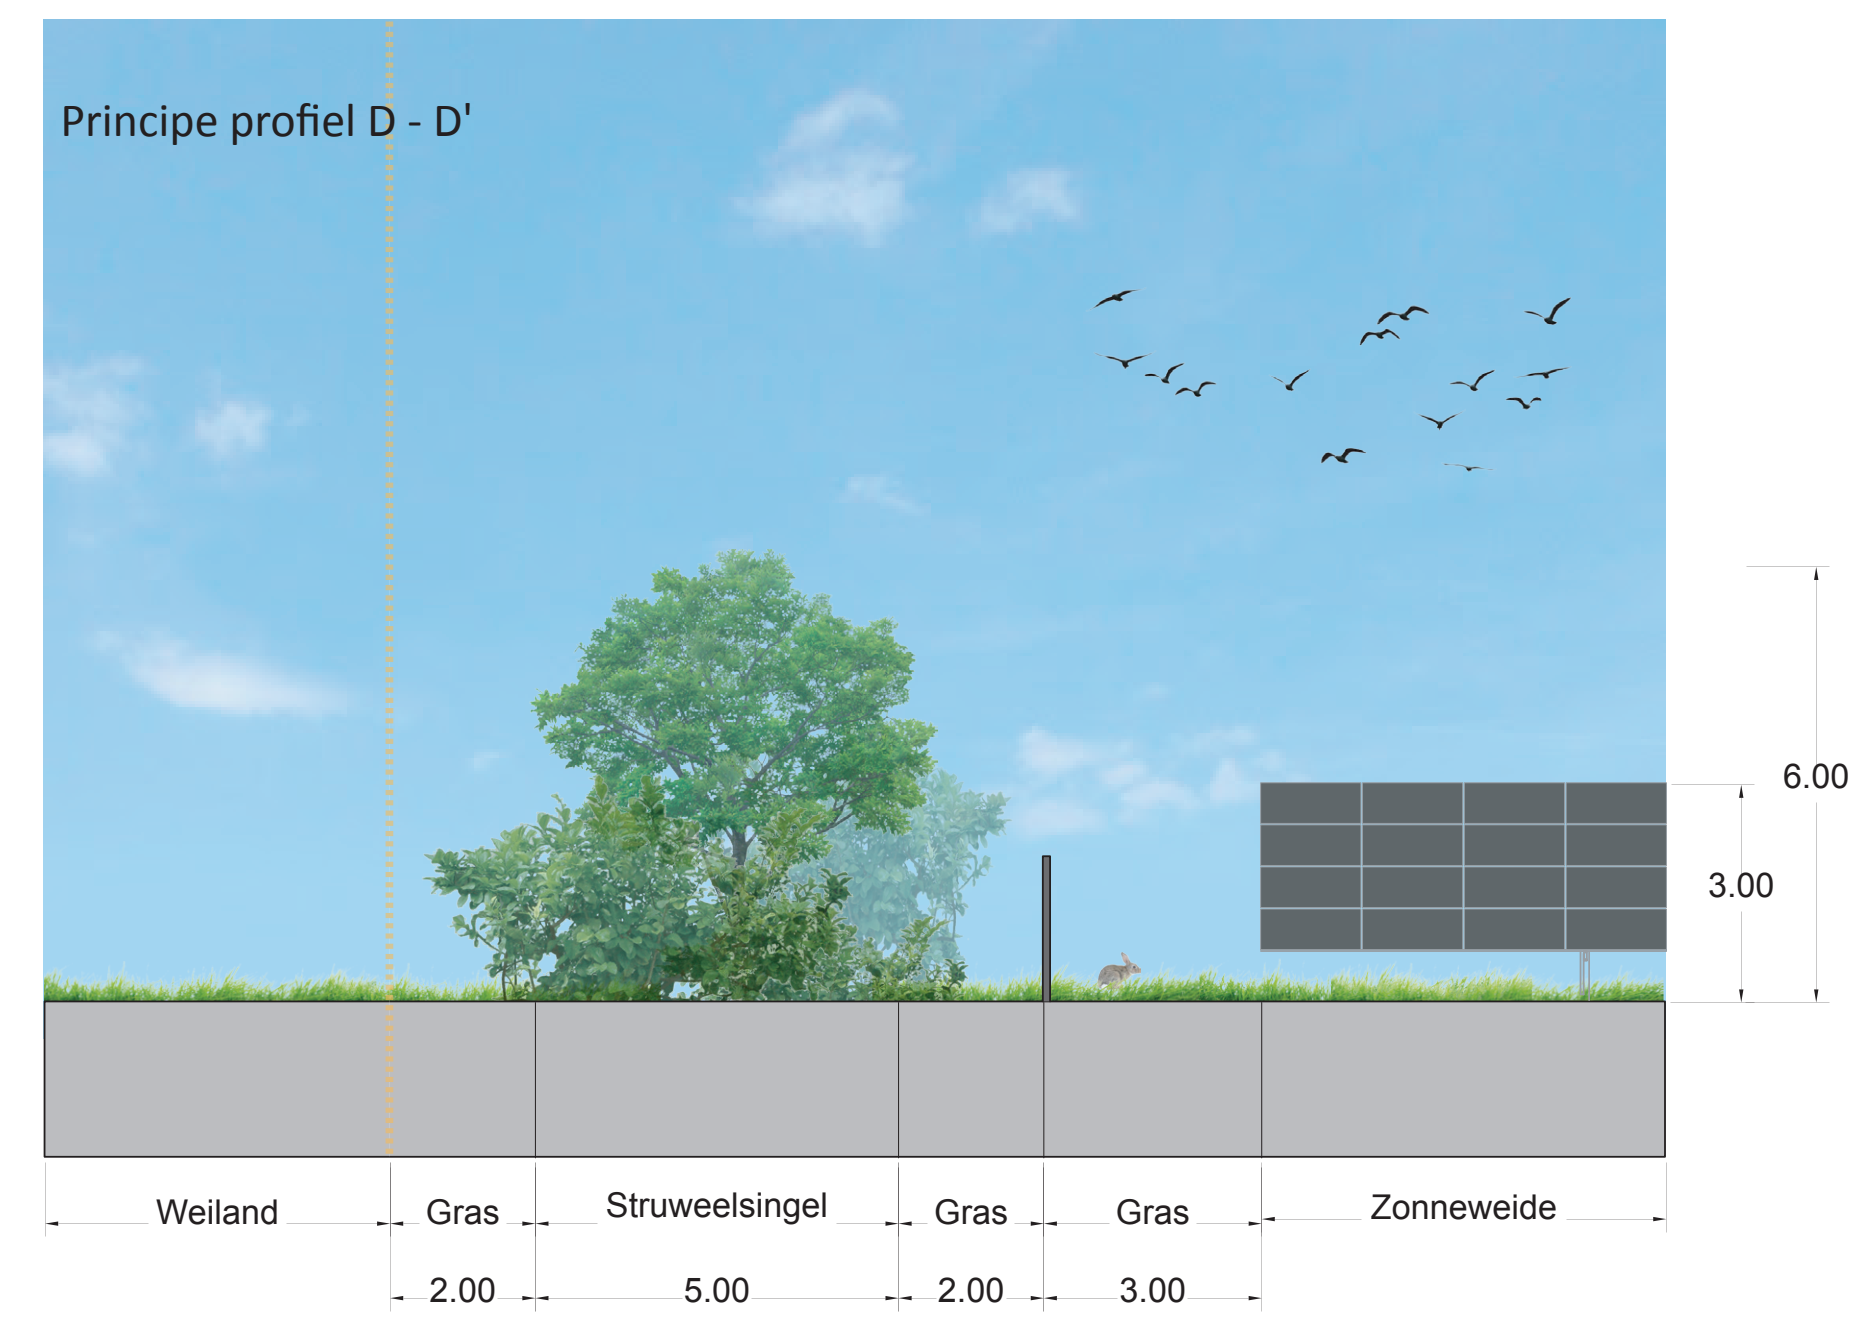 Principe profiel D - D'
6.00
3.00
Weiland Gras Struweelsingel Gras Gras Zonneweide
2.00 5.00 2.00 3.00